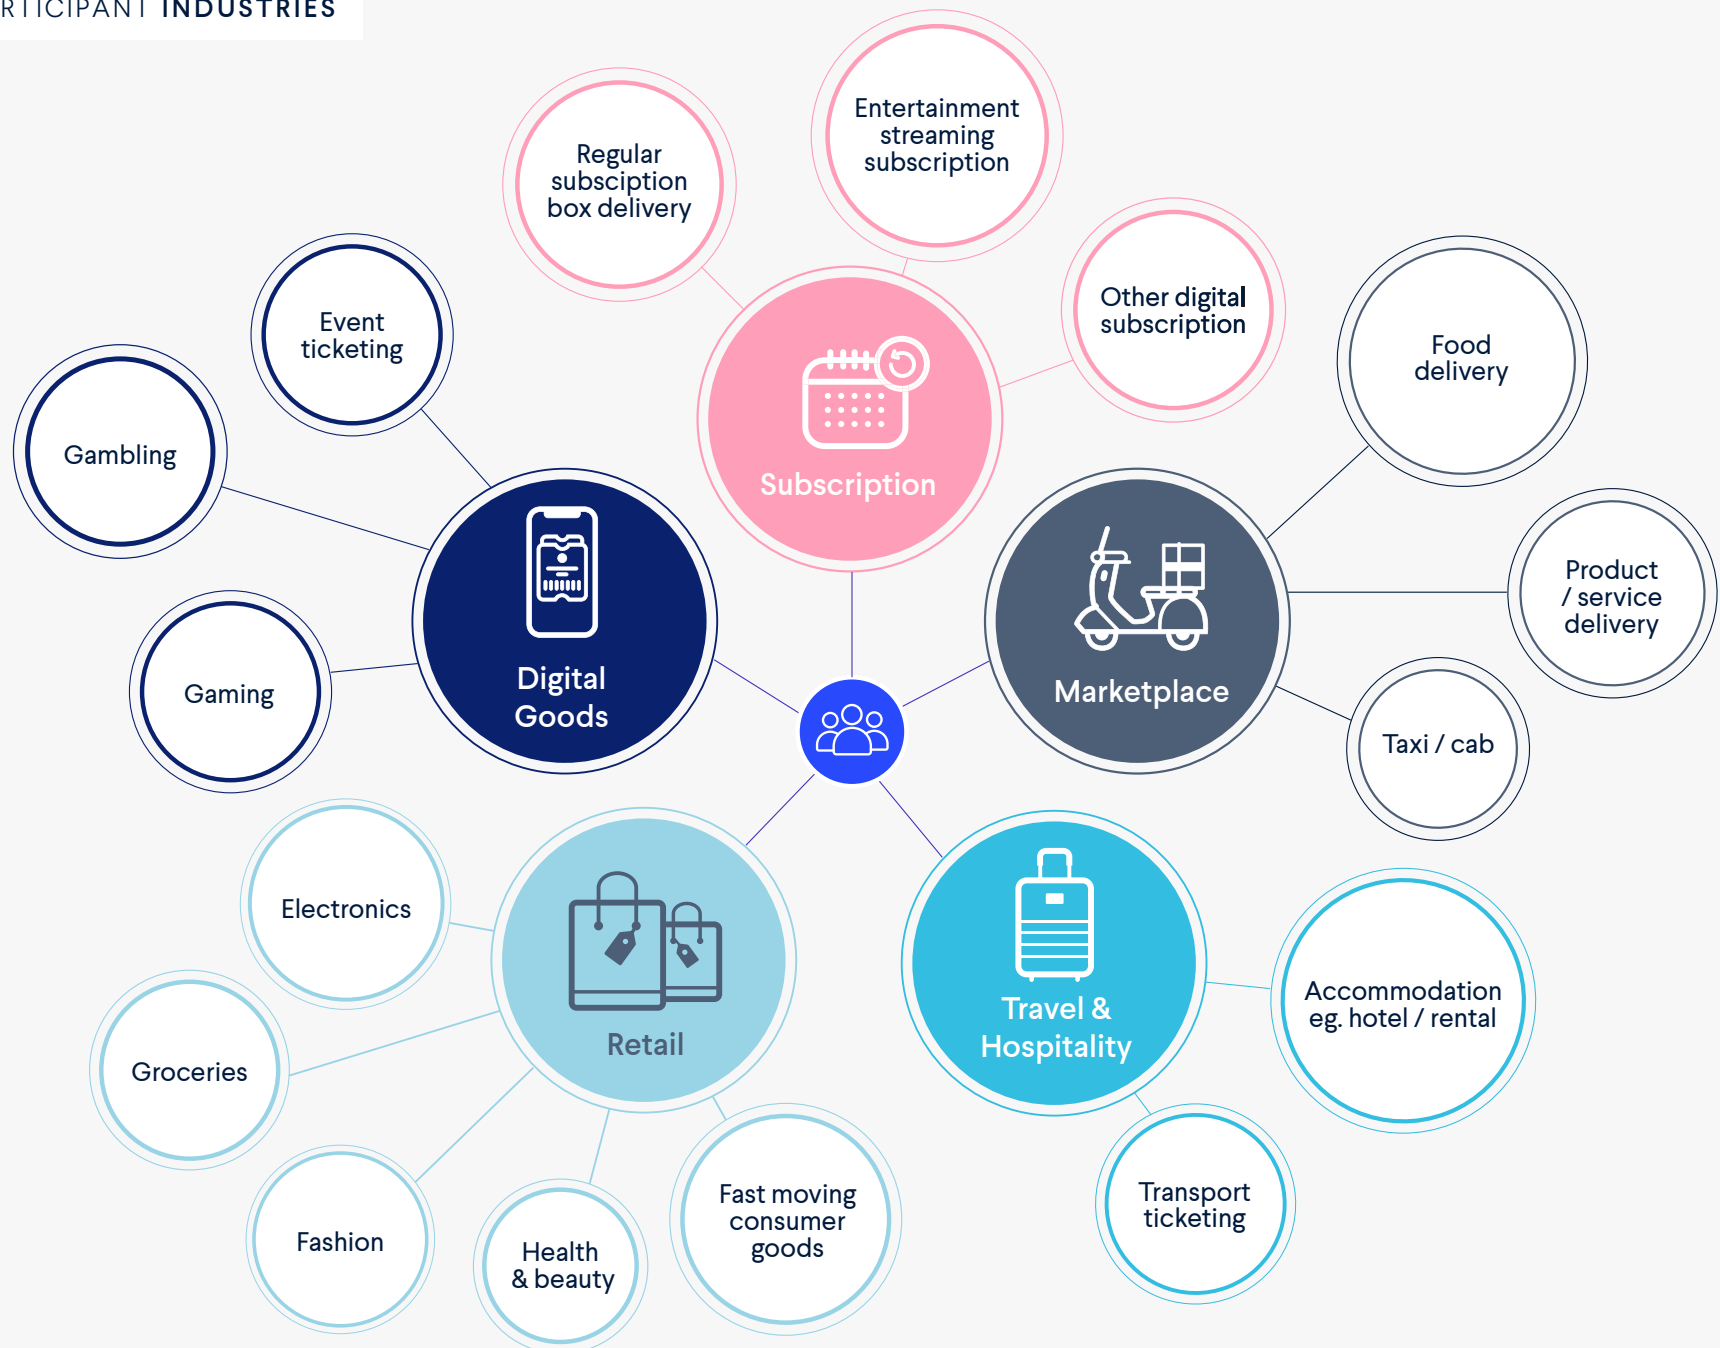 RTICIPANT INDUSTRIES
Entertainment
streaming
subscription
Regular
subsciption
box delivery
Other digital
subscription
Event
ticketing
Food
delivery
Gambling
Subscription
Product
/ service
delivery
Digital
Goods
Gaming
Marketplace
Taxi / cab
Electronics
Retail
Travel &
Hospitality
Accommodation
eg. hotel / rental
Groceries
Fashion
Health
& beauty
Fast moving
consumer
goods
Transport
ticketing